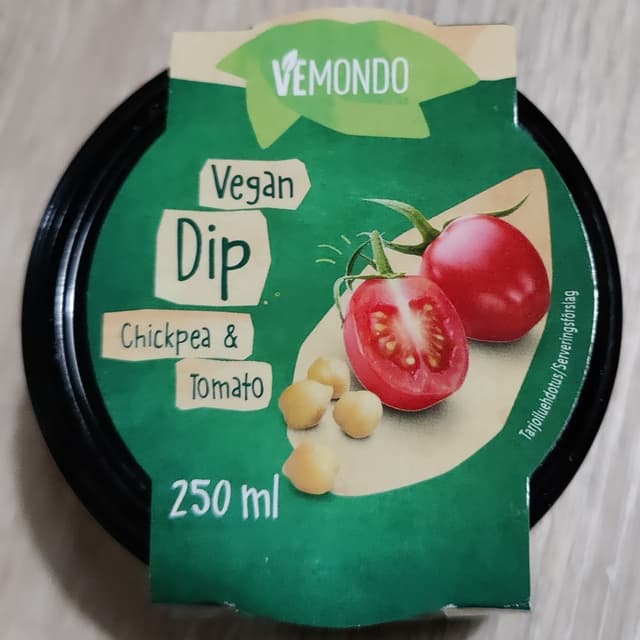 VEMONDO
Vegan
Dip
Chickpea &
Tomato
250 ml
Tarjoiluehdotus/Serveringsförslag